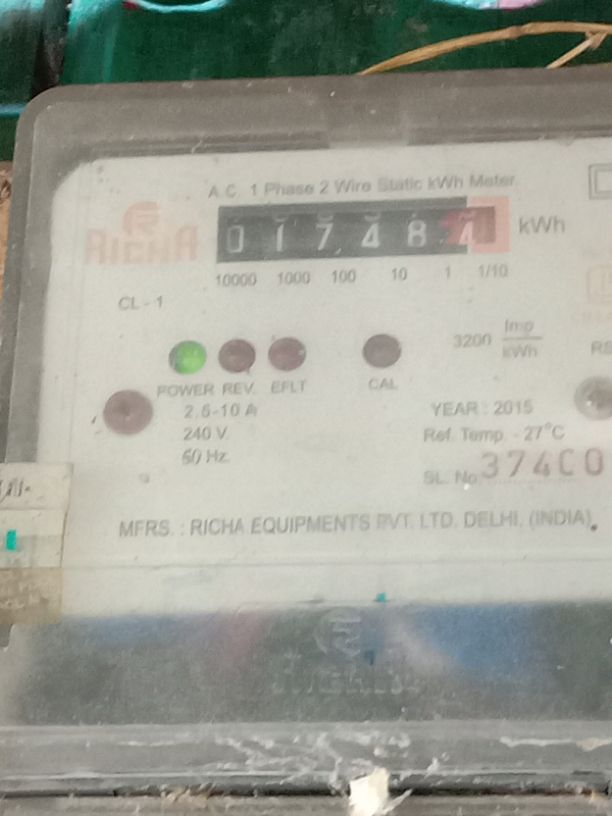 A.C. 1 Phase 2 Wire Static kWh Meter
RICHA
0 1 7 4 8 4 kWh
10000 1000 100 10 1 1/10
CL - 1
3200 Imp/kWh
POWER REV. EFLT CAL
2.5-10 A
240 V
50 Hz
YEAR : 2015
Ref. Temp. - 27°C
SL. No. 374C0
MFRS. : RICHA EQUIPMENTS PVT. LTD. DELHI, (INDIA).